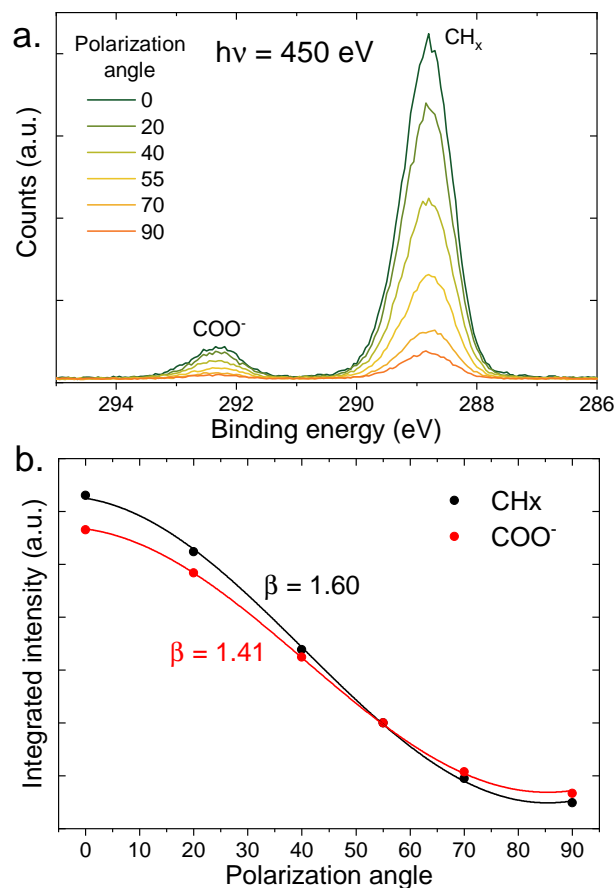 a.
Polarization
angle
hν = 450 eV
CHₓ
0
20
40
55
70
90
COO⁻
Counts (a.u.)
294 292 290 288 286
Binding energy (eV)
b.
CHx
COO⁻
β = 1.60
β = 1.41
Integrated intensity (a.u.)
0 10 20 30 40 50 60 70 80 90
Polarization angle